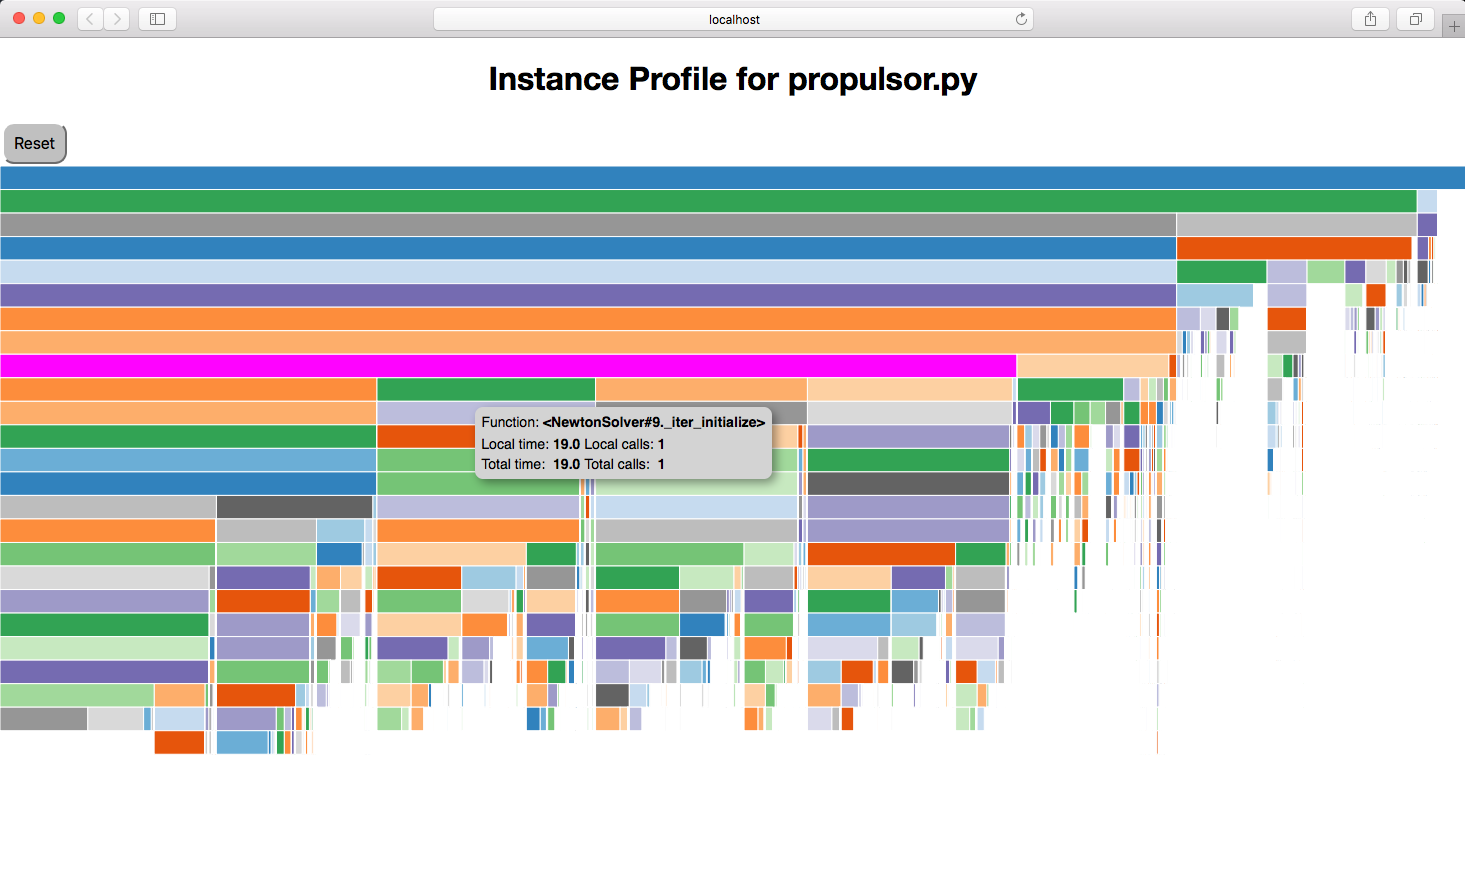 localhost
Instance Profile for propulsor.py
Reset
Function: <NewtonSolver#9._iter_initialize>
Local time: 19.0 Local calls: 1
Total time: 19.0 Total calls: 1